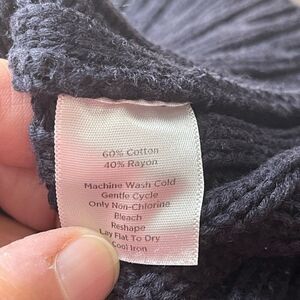 60% Cotton
40% Rayon
Machine Wash Cold
Gentle Cycle
Only Non-Chlorine
Bleach
Reshape
Lay Flat To Dry
Cool Iron